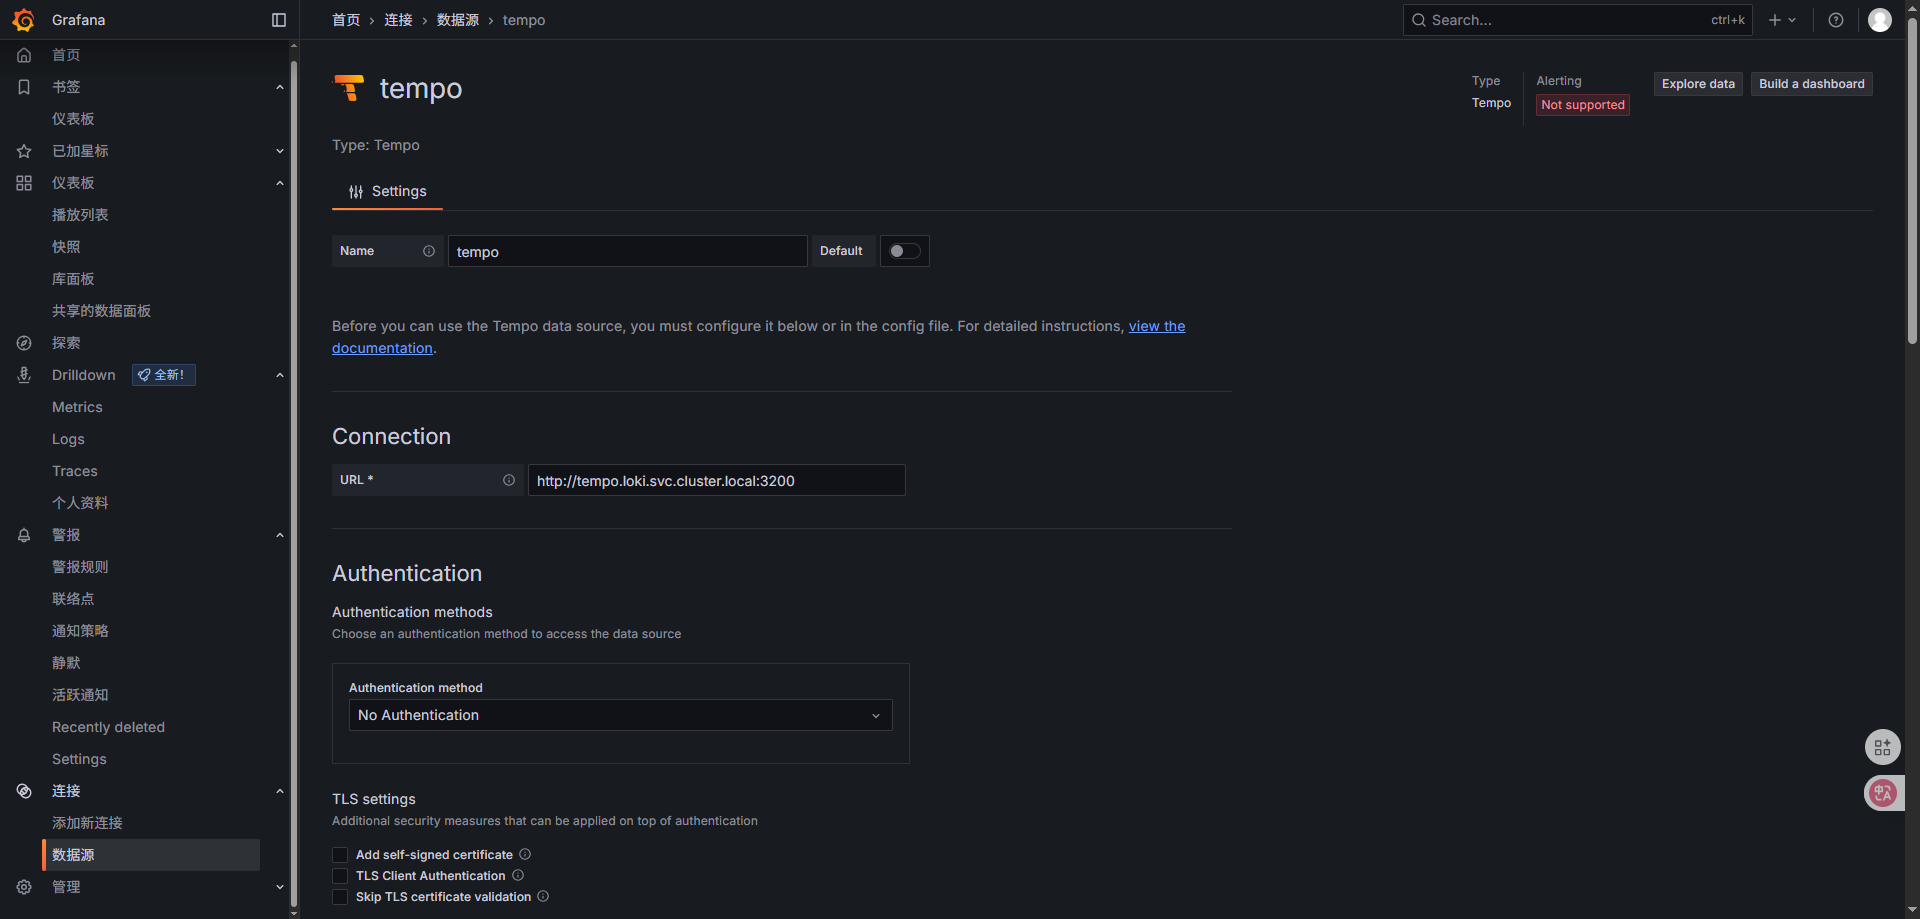 Grafana
首页 › 连接 › 数据源 › tempo
Search...
ctrl+k
首页
书签
仪表板
已加星标
仪表板
播放列表
快照
库面板
共享的数据面板
探索
Drilldown
全新!
Metrics
Logs
Traces
个人资料
警报
警报规则
联络点
通知策略
静默
活跃通知
Recently deleted
Settings
连接
添加新连接
数据源
管理
tempo
Type
Tempo
Alerting
Not supported
Explore data
Build a dashboard
Type: Tempo
Settings
Name
tempo
Default
Before you can use the Tempo data source, you must configure it below or in the config file. For detailed instructions, view the
documentation.
Connection
URL *
http://tempo.loki.svc.cluster.local:3200
Authentication
Authentication methods
Choose an authentication method to access the data source
Authentication method
No Authentication
TLS settings
Additional security measures that can be applied on top of authentication
Add self-signed certificate
TLS Client Authentication
Skip TLS certificate validation
中A